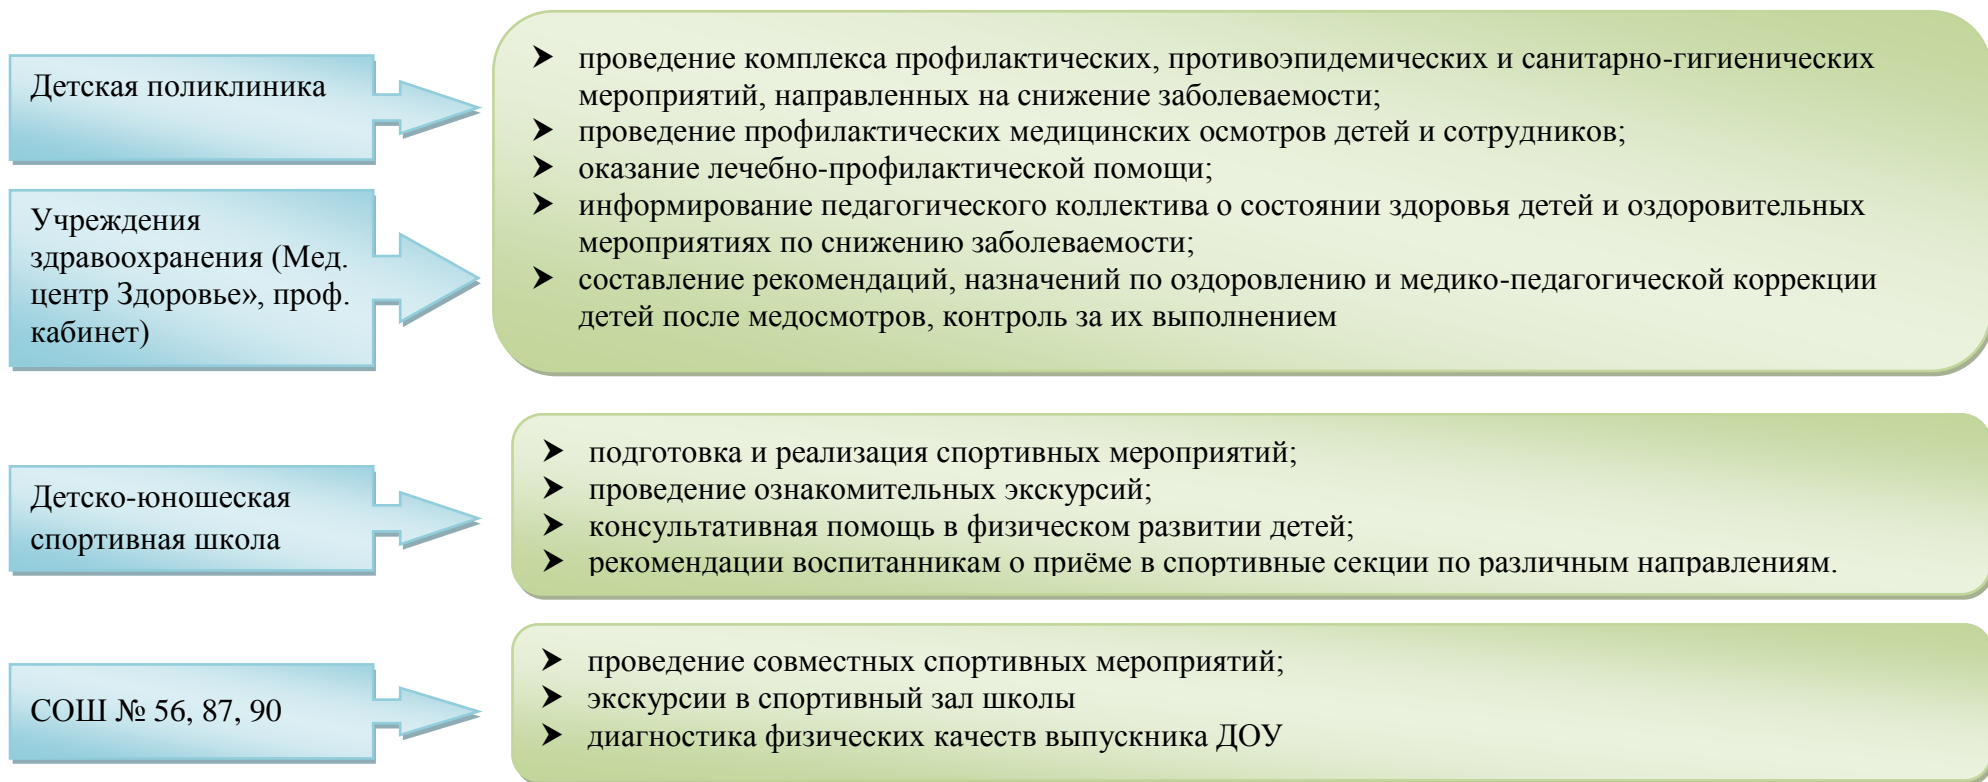 Детская поликлиника
➤ проведение комплекса профилактических, противоэпидемических и санитарно-гигиенических
мероприятий, направленных на снижение заболеваемости;
➤ проведение профилактических медицинских осмотров детей и сотрудников;
➤ оказание лечебно-профилактической помощи;
➤ информирование педагогического коллектива о состоянии здоровья детей и оздоровительных
мероприятиях по снижению заболеваемости;
➤ составление рекомендаций, назначений по оздоровлению и медико-педагогической коррекции
детей после медосмотров, контроль за их выполнением
Учреждения
здравоохранения (Мед.
центр Здоровье», проф.
кабинет)
Детско-юношеская
спортивная школа
➤ подготовка и реализация спортивных мероприятий;
➤ проведение ознакомительных экскурсий;
➤ консультативная помощь в физическом развитии детей;
➤ рекомендации воспитанникам о приёме в спортивные секции по различным направлениям.
СОШ № 56, 87, 90
➤ проведение совместных спортивных мероприятий;
➤ экскурсии в спортивный зал школы
➤ диагностика физических качеств выпускника ДОУ